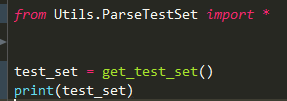 from Utils.ParseTestSet import *
test_set = get_test_set()
print(test_set)